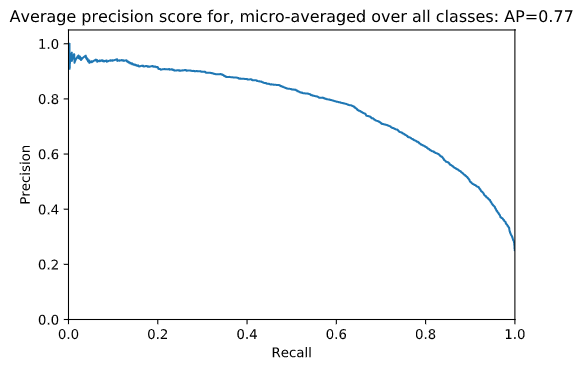 Average precision score for, micro-averaged over all classes: AP=0.77
1.0
0.8
0.6
0.4
0.2
0.0
Precision
0.0 0.2 0.4 0.6 0.8 1.0
Recall